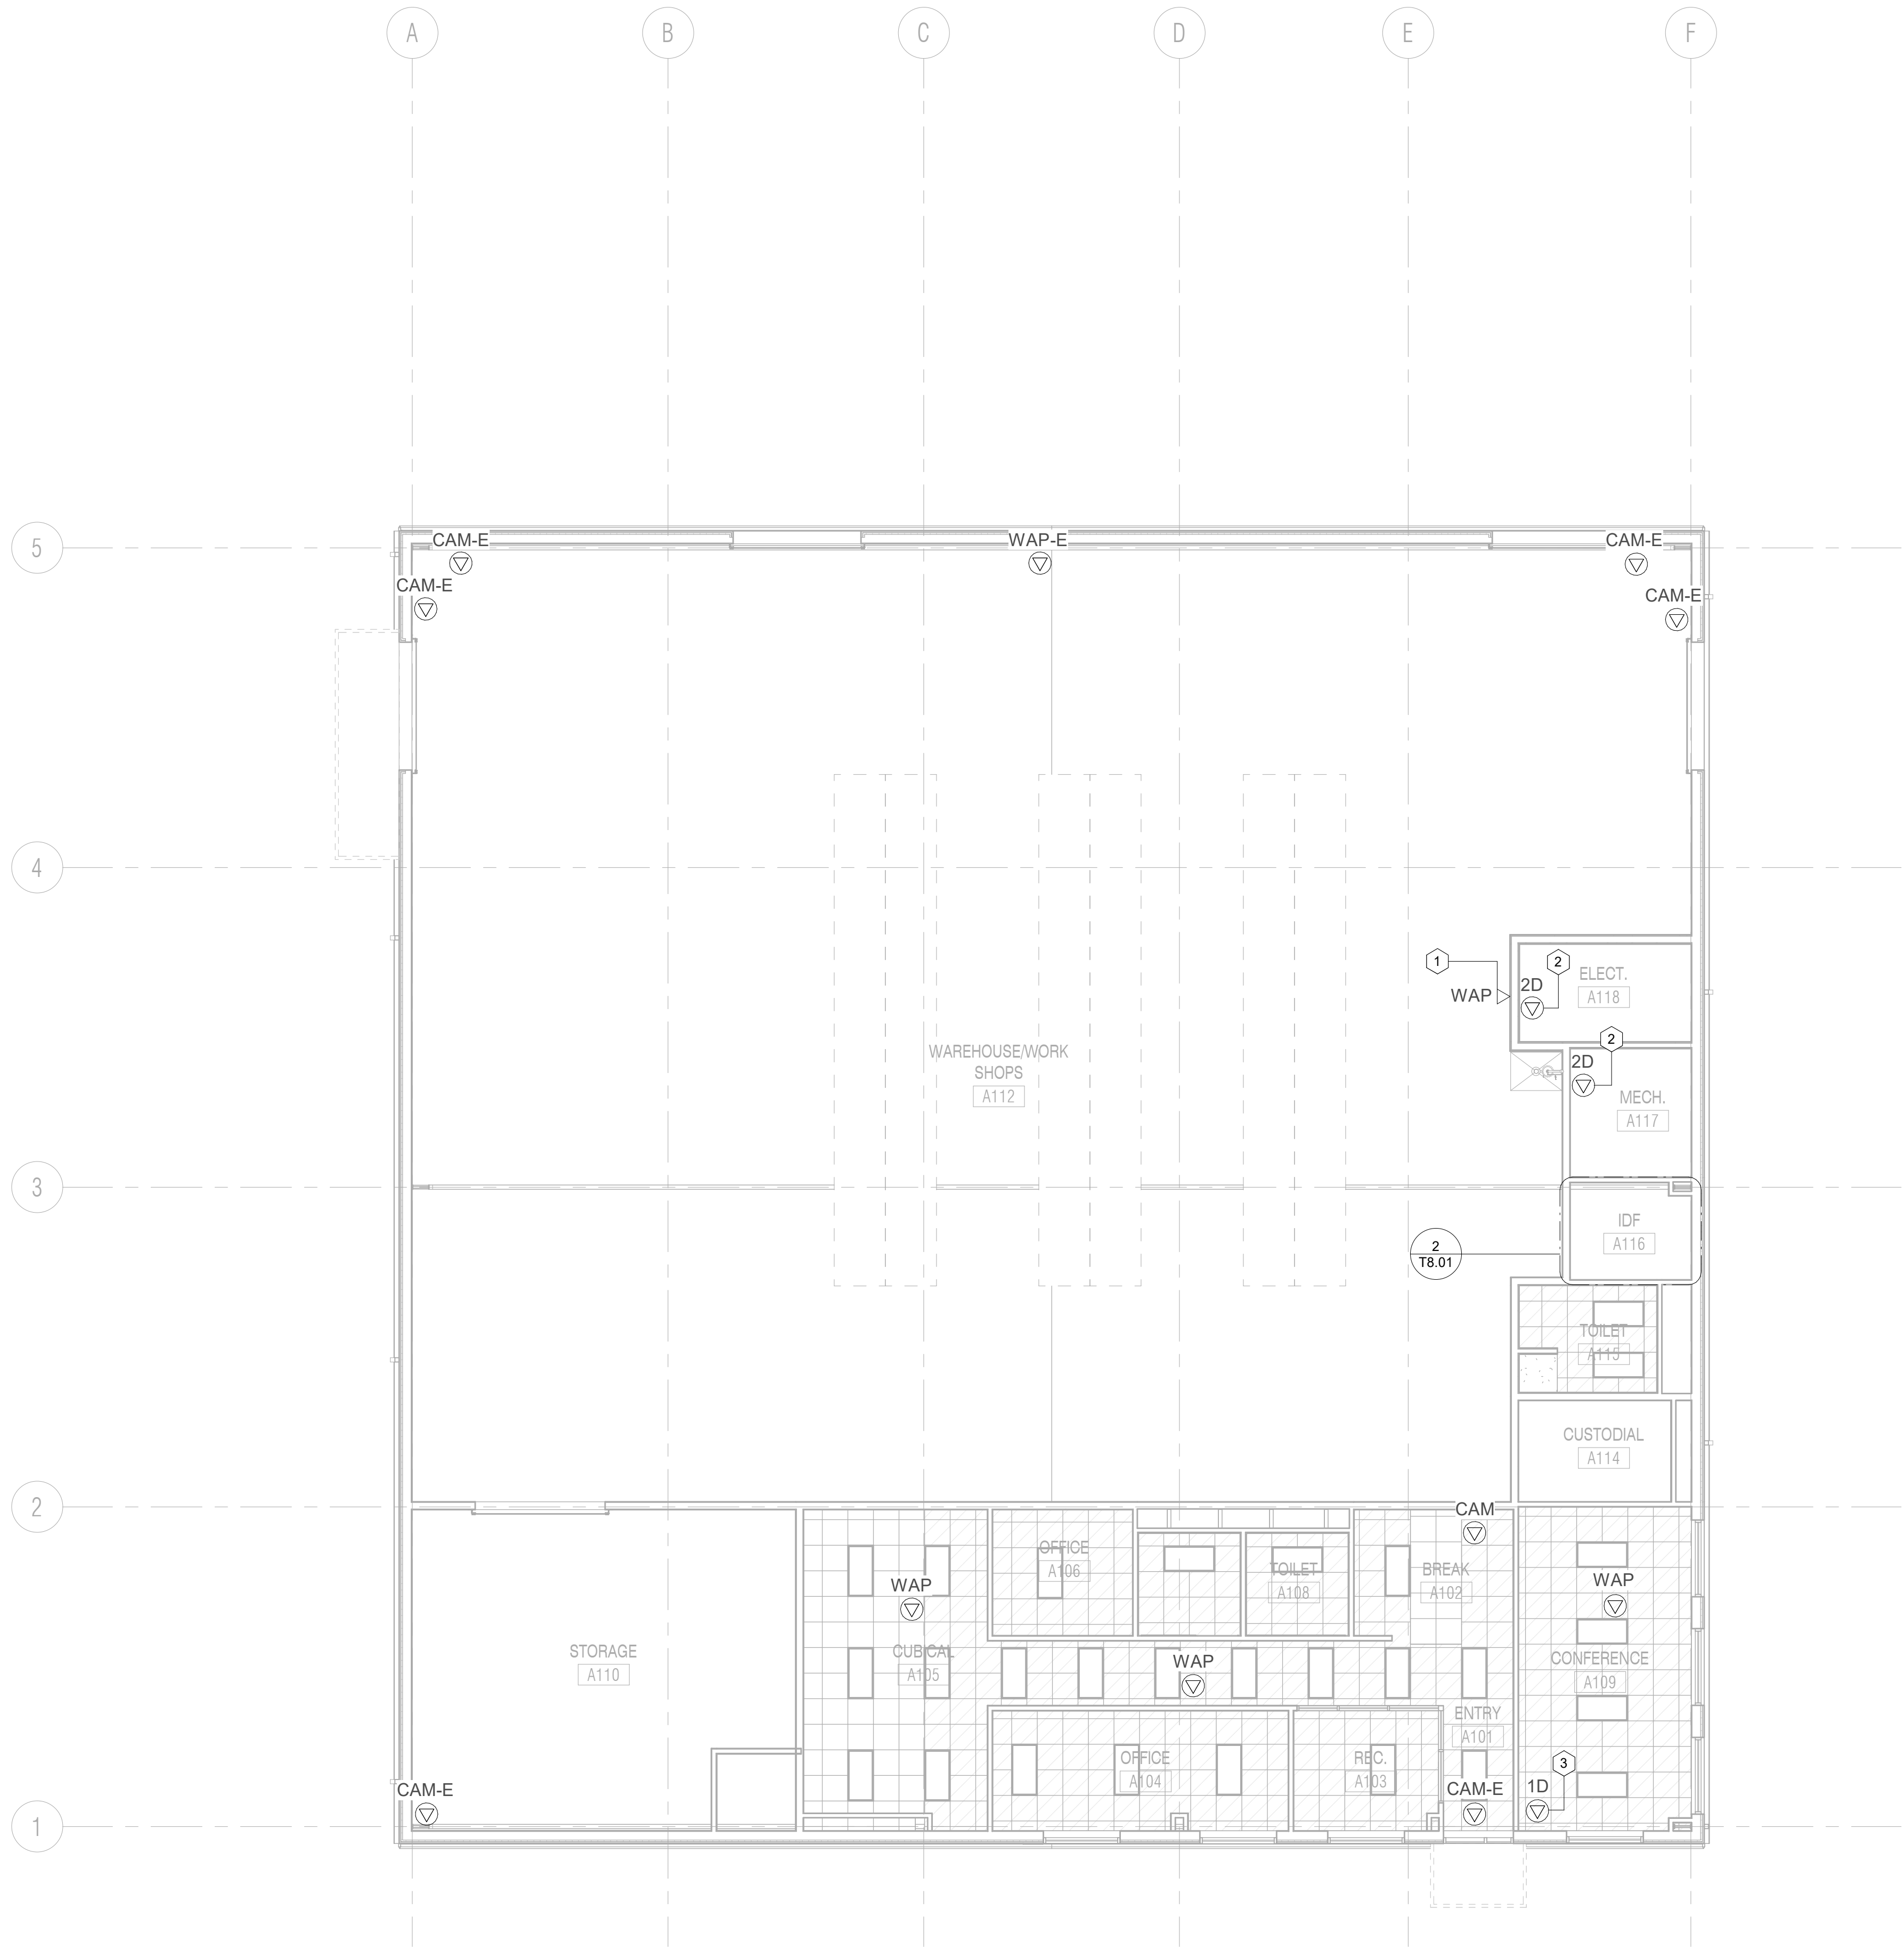 A
B
C
D
E
F
5
CAM-E
WAP-E
CAM-E
CAM-E
CAM-E
4
1
2
ELECT.
2D
WAP
A118
2
WAREHOUSE/WORK
SHOPS
A112
2D
MECH.
A117
3
IDF
A116
2
T8.01
TOILET
A115
CUSTODIAL
A114
2
CAM
OFFICE
A106
TOILET
A108
BREAK
A102
WAP
WAP
STORAGE
A110
CUBICAL
A105
WAP
CONFERENCE
A109
ENTRY
A101
OFFICE
A104
REC.
A103
3
CAM-E
CAM-E
1D
1